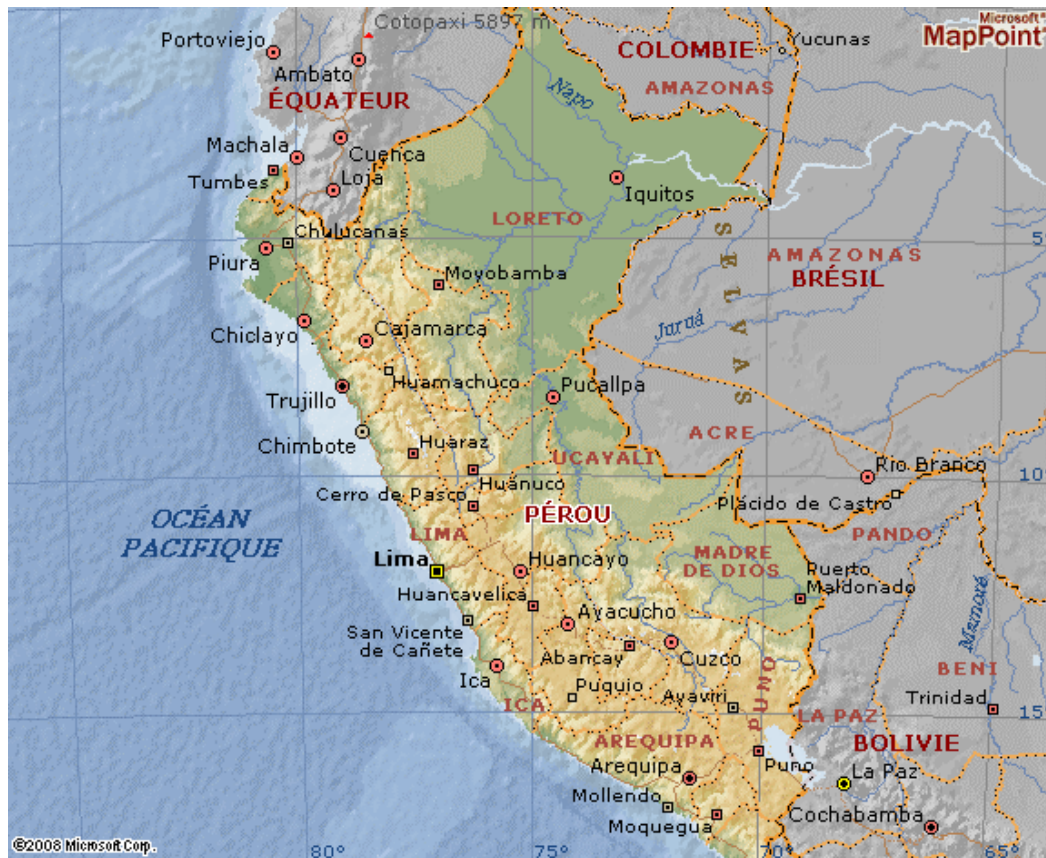 Cotopaxi 5897 m
Microsoft®
MapPoint®
Portoviejo
Ambato
ÉQUATEUR
COLOMBIE
Yucunas
AMAZONAS
Napo
Machala
Cuenca
Tumbes
Loja
Iquitos
LORETO
Chulucanas
Piura
5°
SELVAS
AMAZONAS
BRÉSIL
Moyobamba
Juruá
Chiclayo
Cajamarca
Huamachuco
Pucallpa
Trujillo
Chimbote
Huaraz
ACRE
UCAYALI
Rio Branco
Huánuco
10°
Cerro de Pasco
Plácido de Castro
OCÉAN
PACIFIQUE
PÉROU
LIMA
PANDO
Lima
Huancayo
MADRE
DE DIOS
Puerto
Maldonado
Huancavelica
Ayacucho
Mamoré
San Vicente
de Cañete
Abancay
Cuzco
Ica
Puquio
Ayaviri
PUNO
BENI
Trinidad
ICA
LA PAZ
15°
AREQUIPA
BOLIVIE
Arequipa
Puno
La Paz
Mollendo
Moquegua
Cochabamba
©2008 Microsoft Corp.
80°
75°
70°
65°